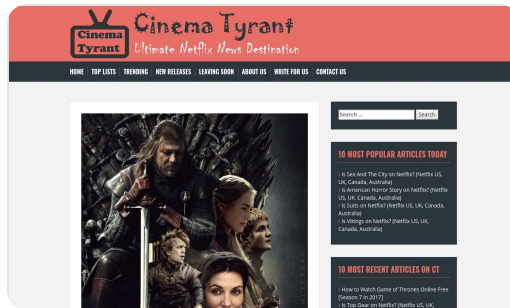 Cinema
Tyrant
Cinema Tyrant
Ultimate Netflix News Destination
HOME
TOP LISTS
TRENDING
NEW RELEASES
LEAVING SOON
ABOUT US
WRITE FOR US
CONTACT US
Search ...
Search
10 MOST POPULAR ARTICLES TODAY
› Is Sex And The City on Netflix? (Netflix US,
UK, Canada, Australia)
› Is American Horror Story on Netflix? (Netflix
US, UK, Canada, Australia)
› Is Suits on Netflix? (Netflix US, UK, Canada,
Australia)
› Is Vikings on Netflix? (Netflix US, UK,
Canada, Australia)
10 MOST RECENT ARTICLES ON CT
› How to Watch Game of Thrones Online Free
[Season 7 in 2017]
› Is Top Gear on Netflix? (Netflix US, UK,